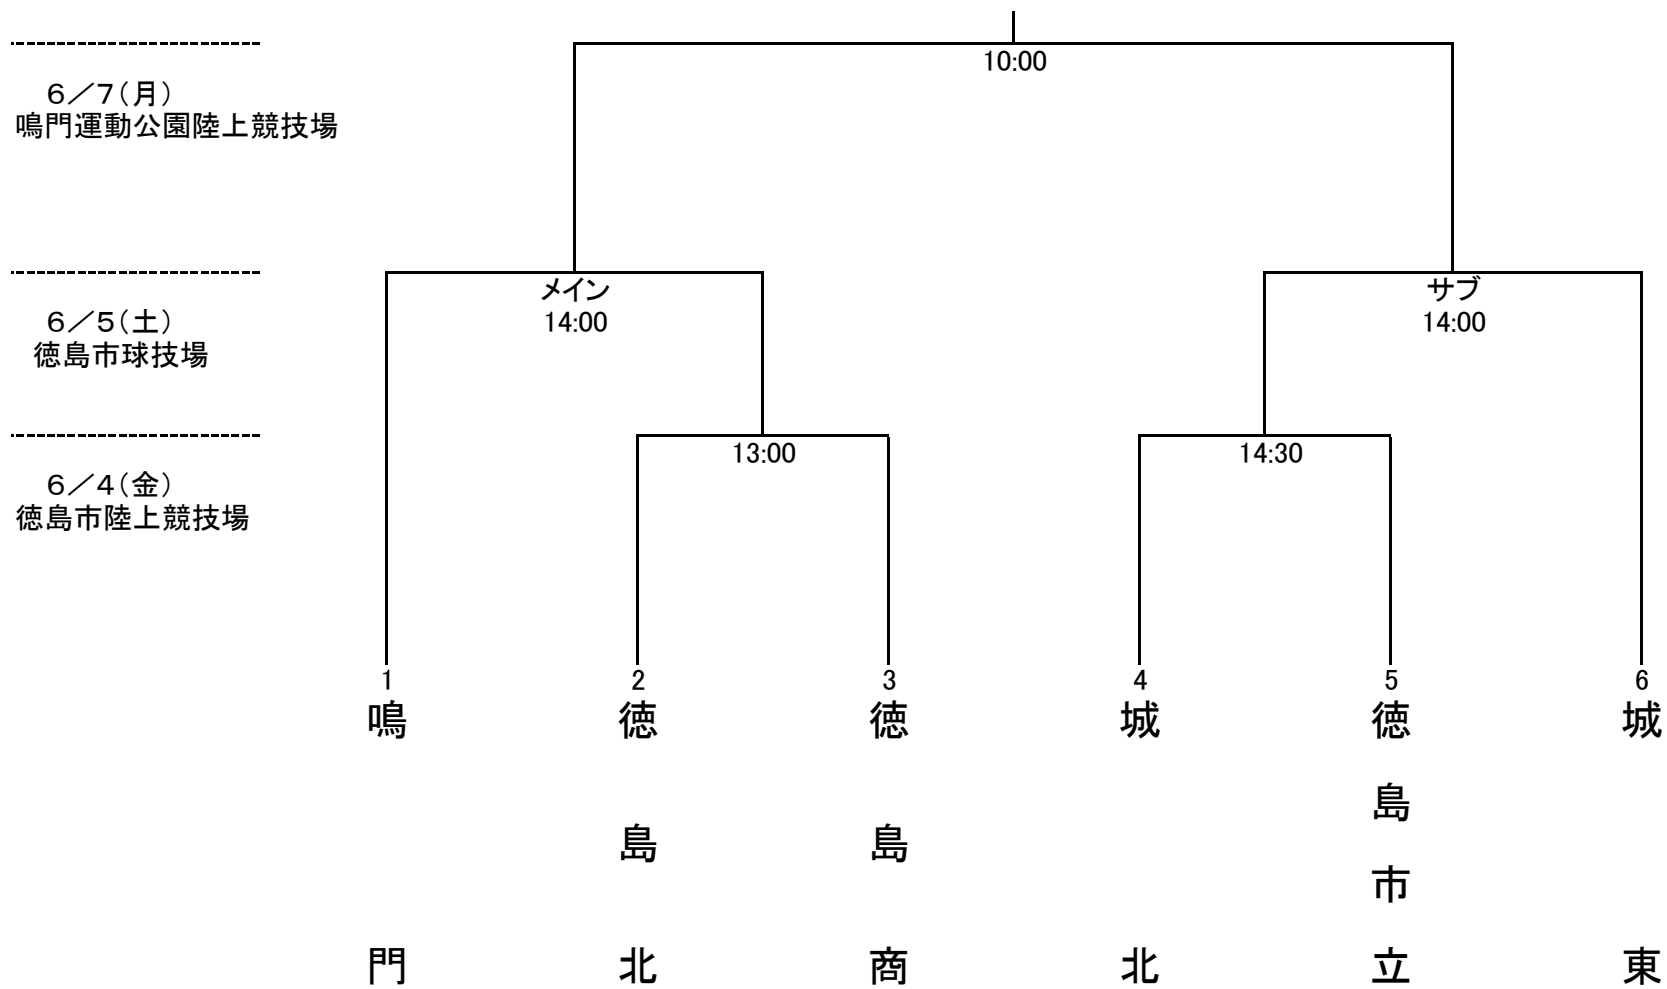 10:00
6/7(月)
鳴門運動公園陸上競技場
メイン
14:00
サブ
14:00
6/5(土)
徳島市球技場
13:00
14:30
6/4(金)
徳島市陸上競技場
1
鳴門
2
徳島北
3
徳島商
4
城北
5
徳島市立
6
城東